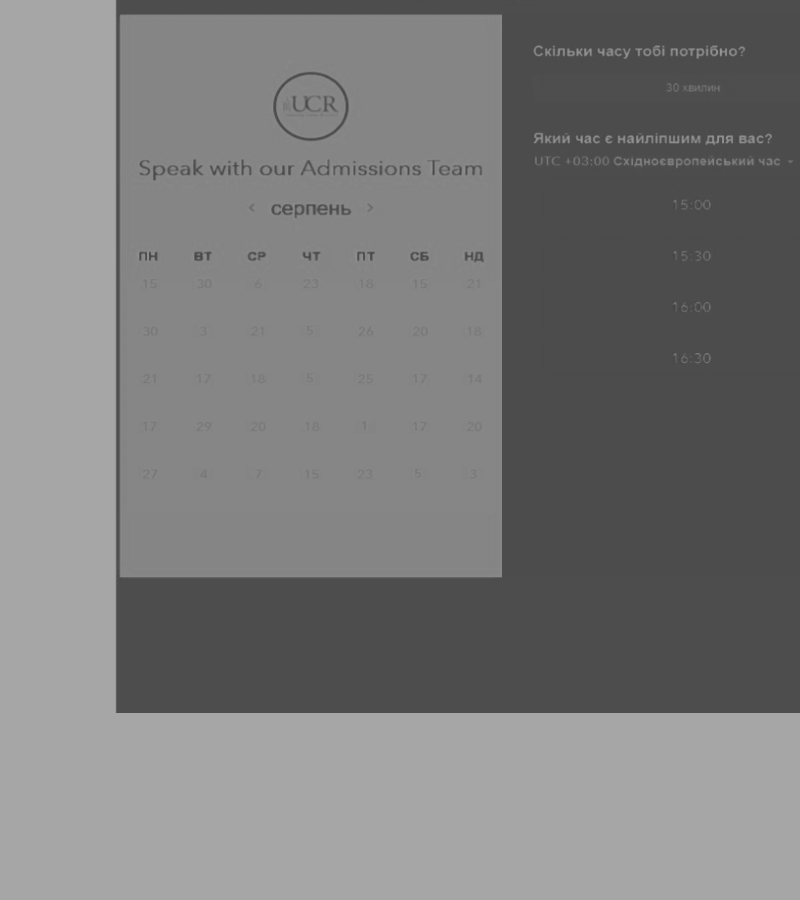 UCR
Speak with our Admissions Team
‹ серпень ›
ПН ВТ СР ЧТ ПТ СБ НД
15 30 6 23 18 15 21
30 3 21 5 26 20 18
21 17 18 5 25 17 14
17 29 20 18 1 17 20
27 4 7 15 23 5 3
Скільки часу тобі потрібно?
30 хвилин
Який час є найліпшим для вас?
UTC +03:00 Східноєвропейський час
15:00
15:30
16:00
16:30